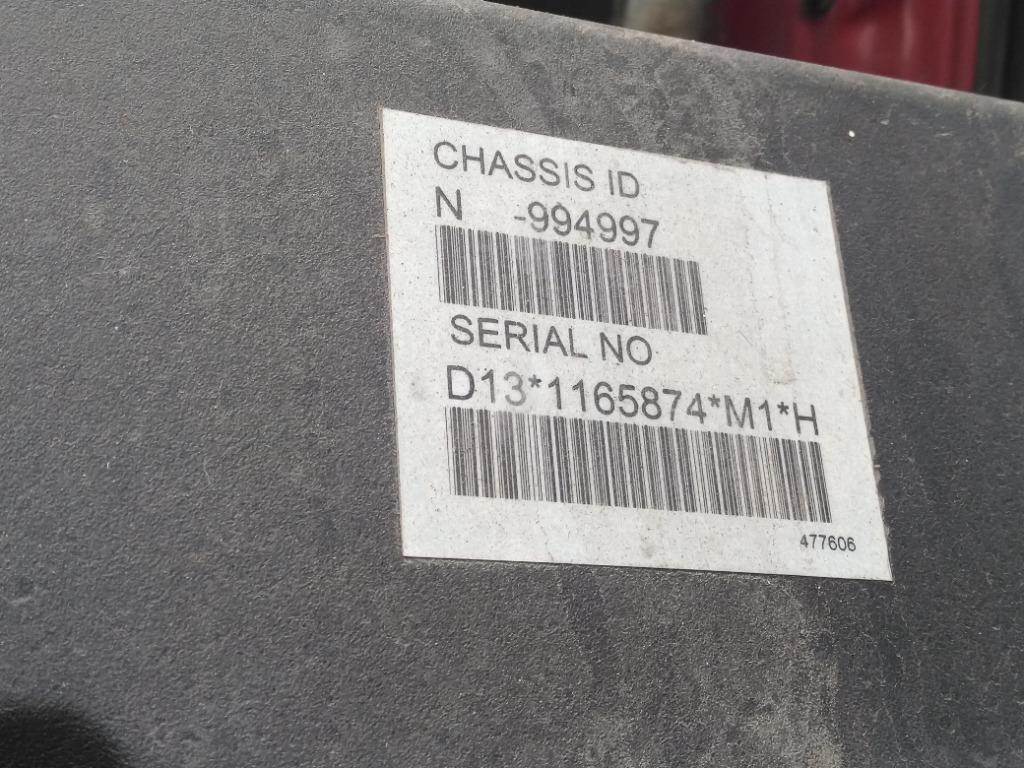 CHASSIS ID
N -994997
SERIAL NO
D13*1165874*M1*H
477606